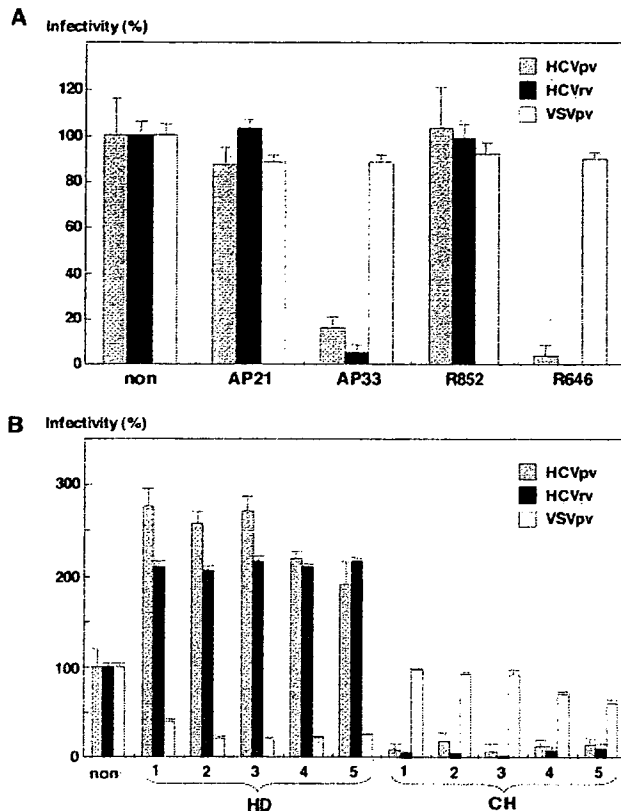 A
Infectivity (%)
HCVpv
HCVrv
VSVpv
120
100
80
60
40
20
0
non
AP21
AP33
R852
R646
B
Infectivity (%)
HCVpv
HCVrv
VSVpv
300
200
100
0
non
1 2 3 4 5 1 2 3 4 5
HD CH